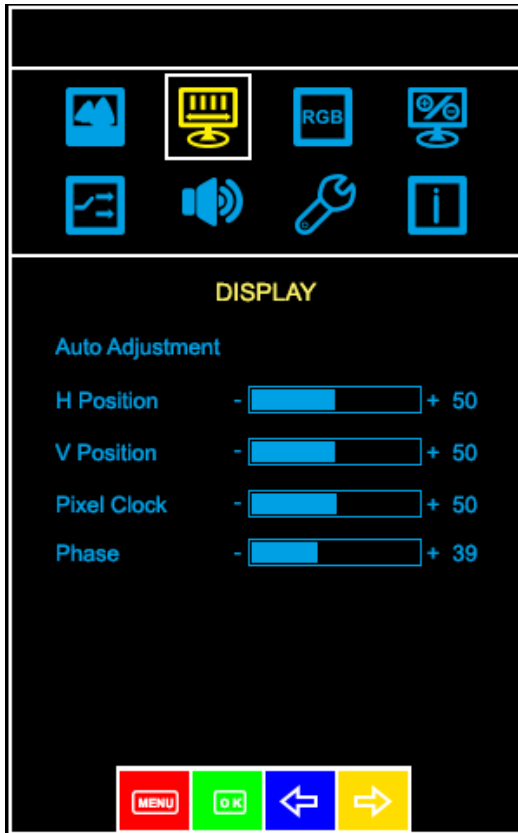 RGB
DISPLAY
Auto Adjustment
H Position - + 50
V Position - + 50
Pixel Clock - + 50
Phase - + 39
MENU OK